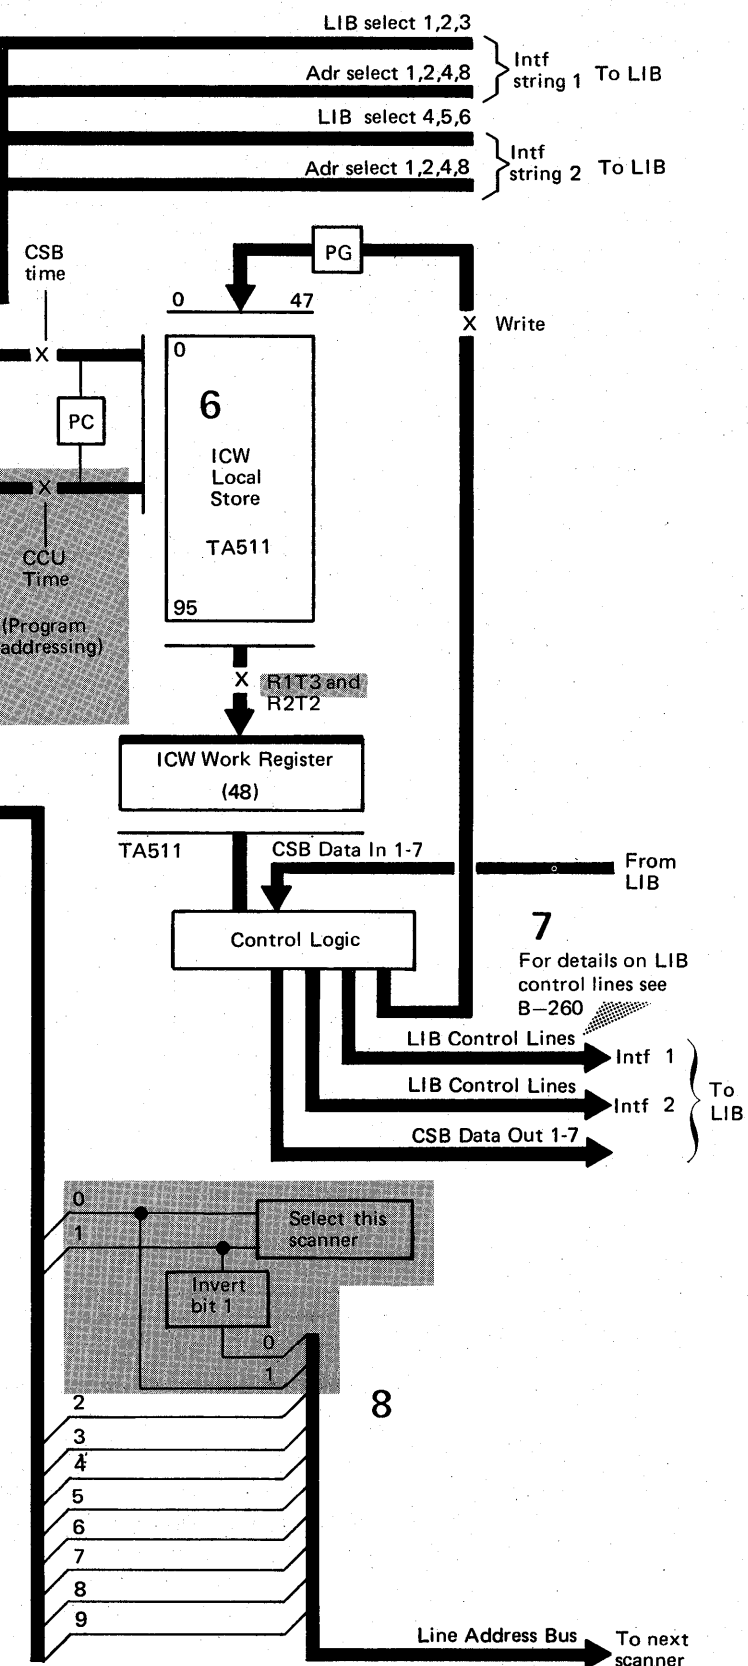 LIB select 1,2,3
Adr select 1,2,4,8
Intf
string 1
To LIB
LIB select 4,5,6
Adr select 1,2,4,8
Intf
string 2
To LIB
CSB
time
PG
0
47
X
X Write
0
6
PC
ICW
Local
Store
TA511
X
CCU
Time
(Program
addressing)
95
X
R1T3 and
R2T2
ICW Work Register
(48)
TA511
CSB Data In 1-7
From
LIB
Control Logic
7
For details on LIB
control lines see
B-260
LIB Control Lines
Intf 1
LIB Control Lines
Intf 2
To
LIB
CSB Data Out 1-7
0
1
Select this
scanner
Invert
bit 1
0
1
8
2
3
4
5
6
7
8
9
Line Address Bus
To next
scanner